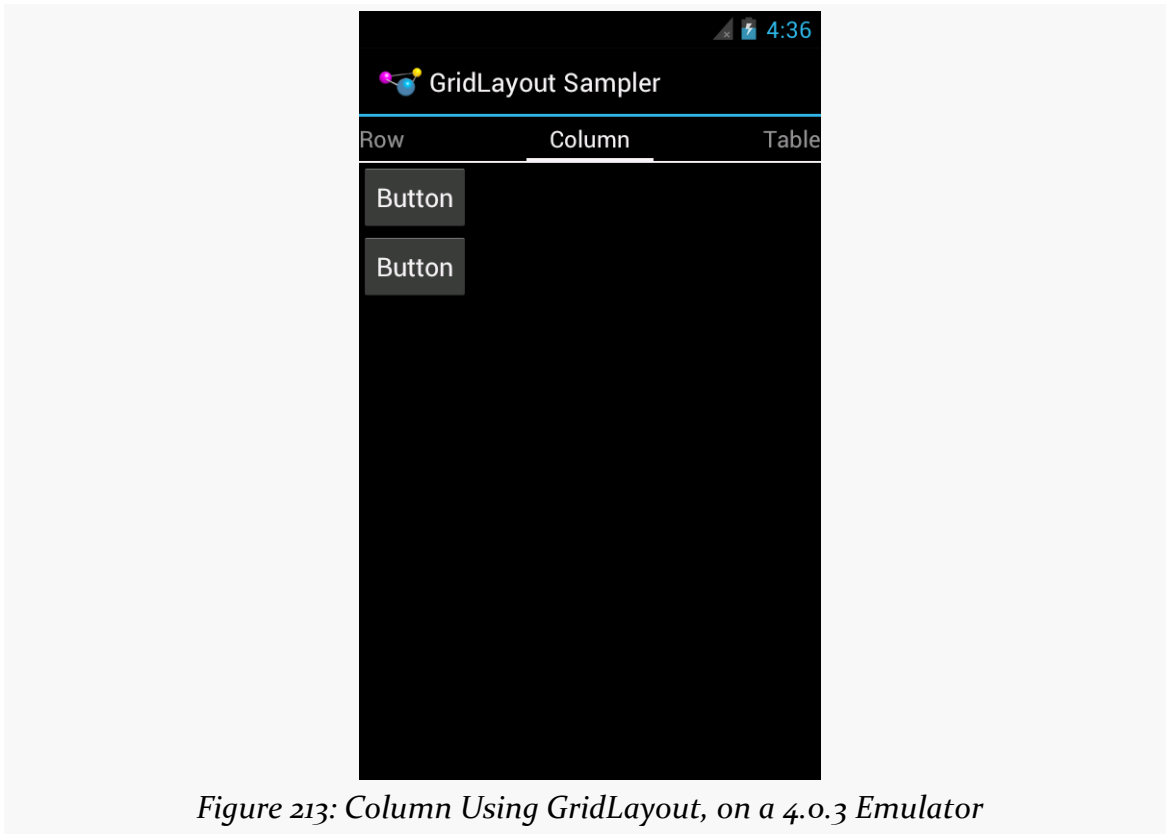 4:36
GridLayout Sampler
Row Column Table
Button
Button
Figure 213: Column Using GridLayout, on a 4.0.3 Emulator